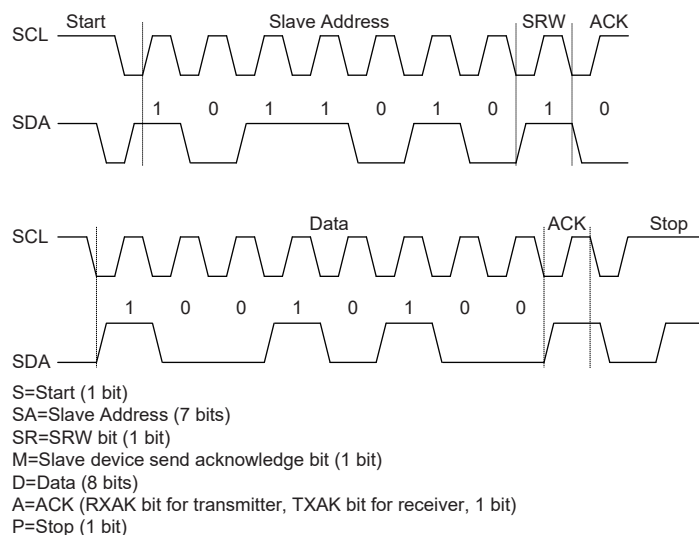 Start Slave Address SRW ACK
SCL
1 0 1 1 0 1 0 1 0
SDA
Data ACK Stop
SCL
1 0 0 1 0 1 0 0
SDA
S=Start (1 bit)
SA=Slave Address (7 bits)
SR=SRW bit (1 bit)
M=Slave device send acknowledge bit (1 bit)
D=Data (8 bits)
A=ACK (RXAK bit for transmitter, TXAK bit for receiver, 1 bit)
P=Stop (1 bit)